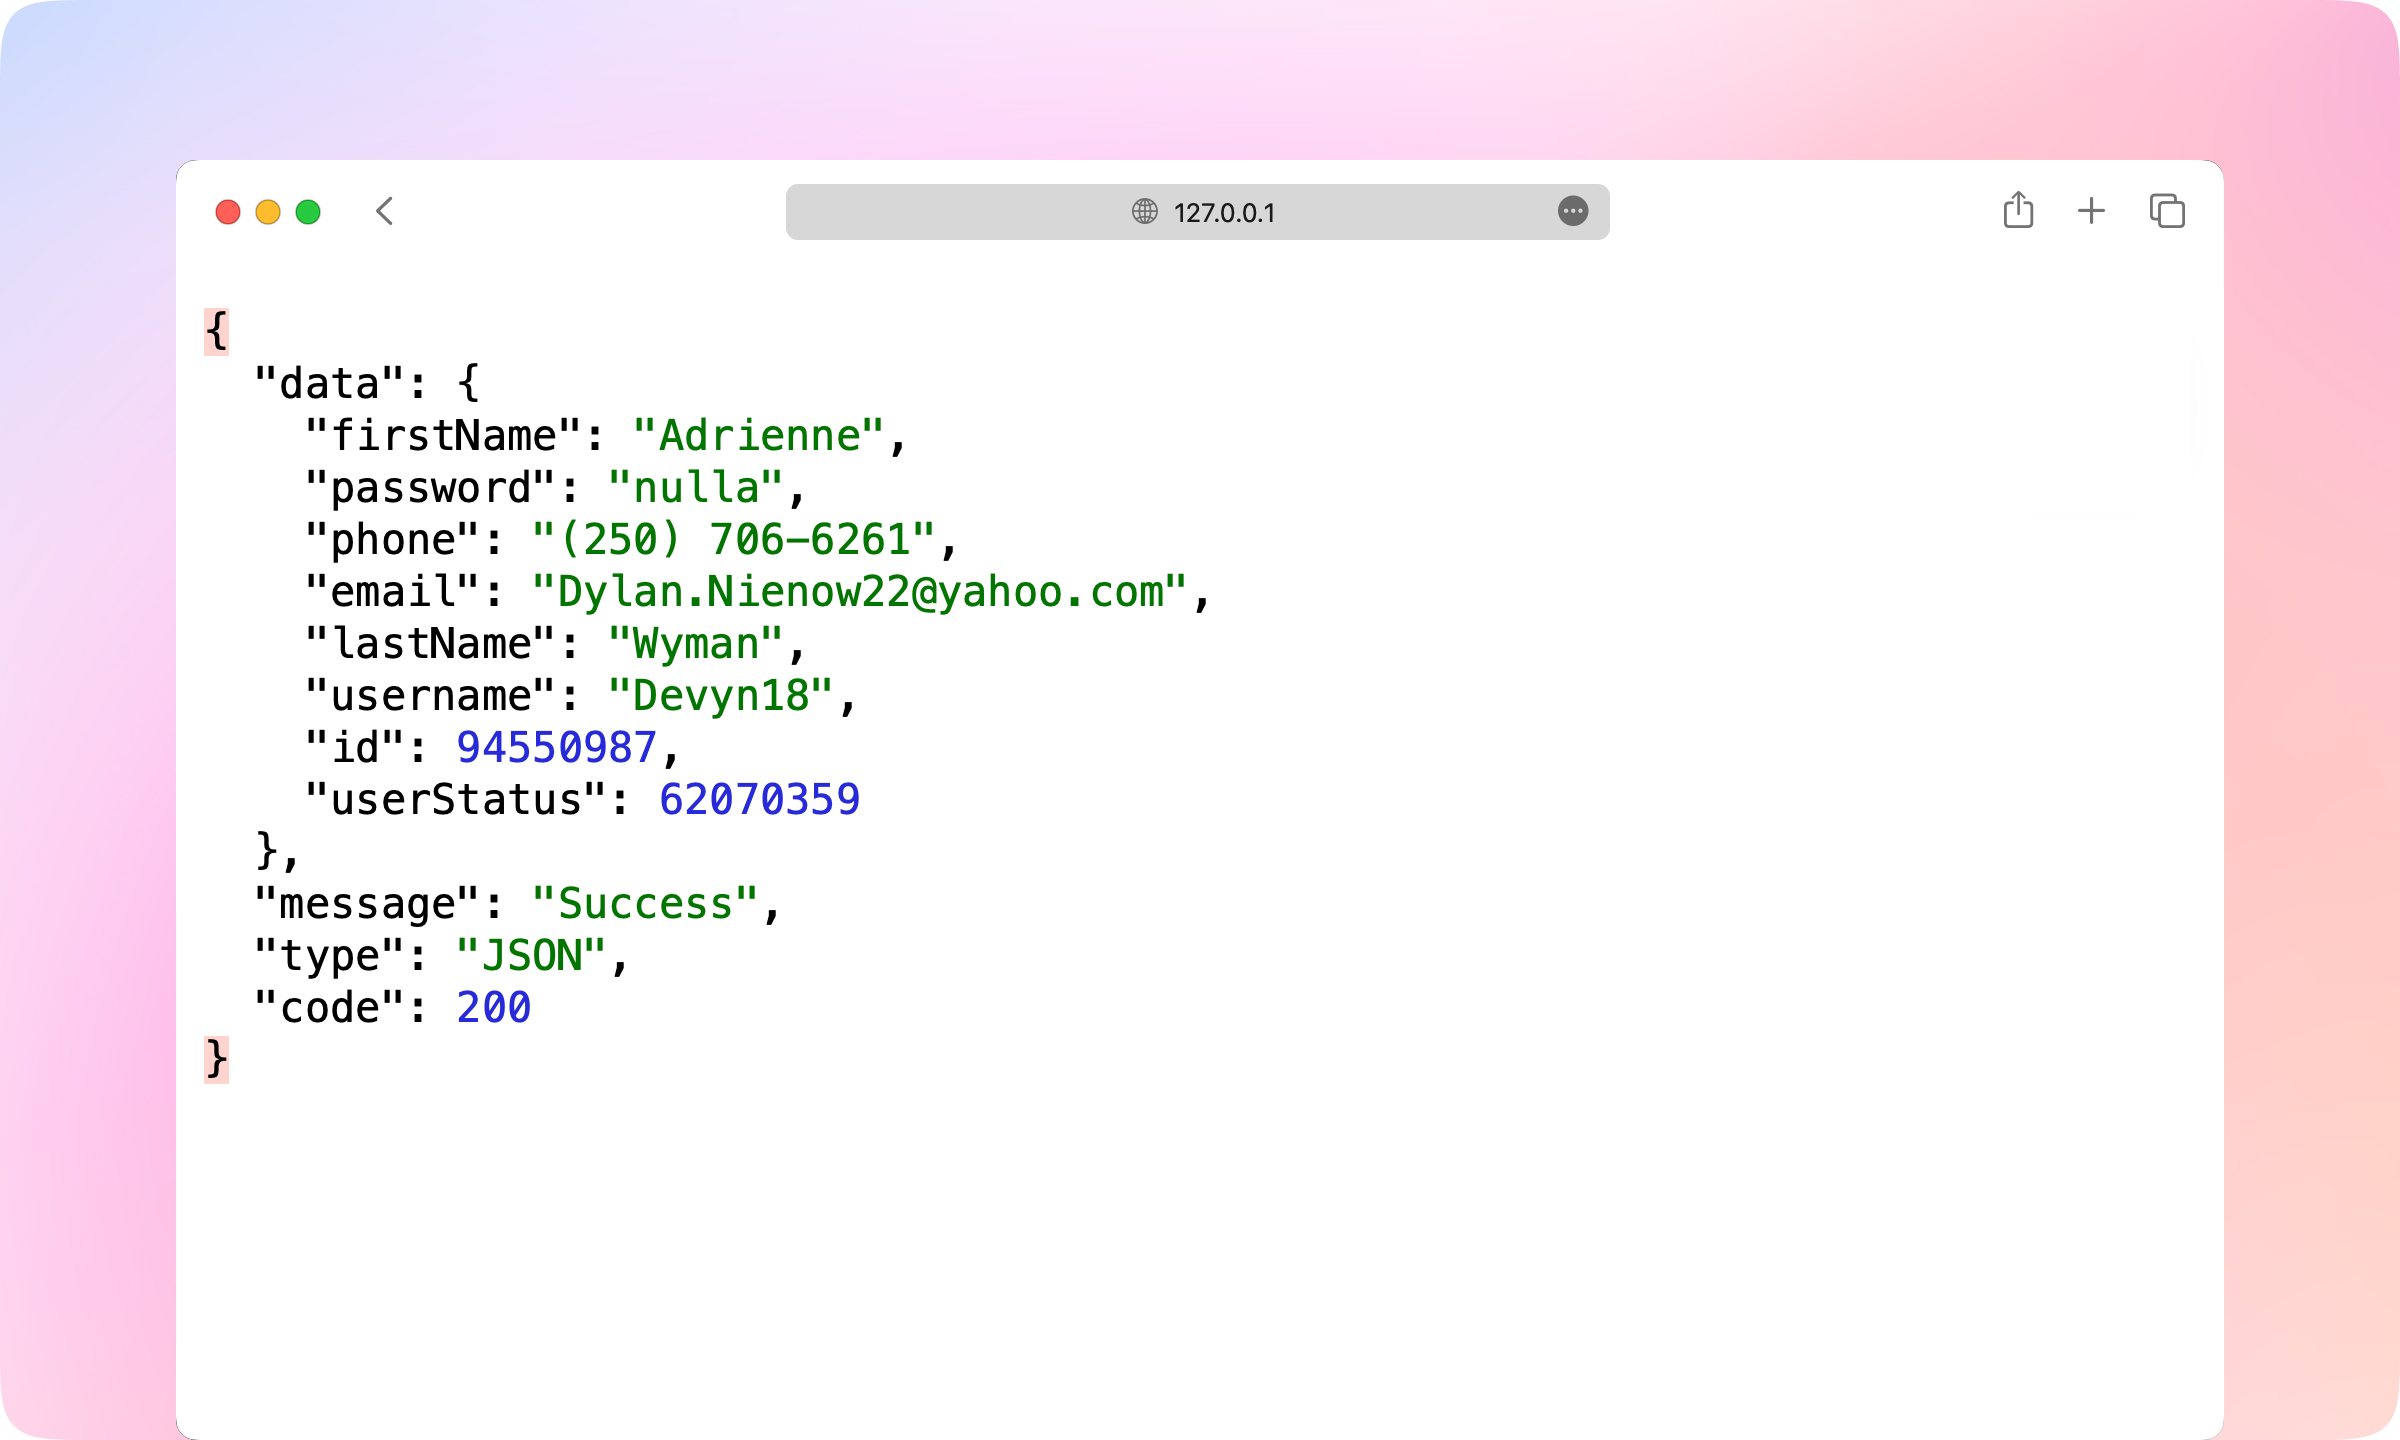 127.0.0.1
{
  "data": {
    "firstName": "Adrienne",
    "password": "nulla",
    "phone": "(250) 706-6261",
    "email": "Dylan.Nienow22@yahoo.com",
    "lastName": "Wyman",
    "username": "Devyn18",
    "id": 94550987,
    "userStatus": 62070359
  },
  "message": "Success",
  "type": "JSON",
  "code": 200
}